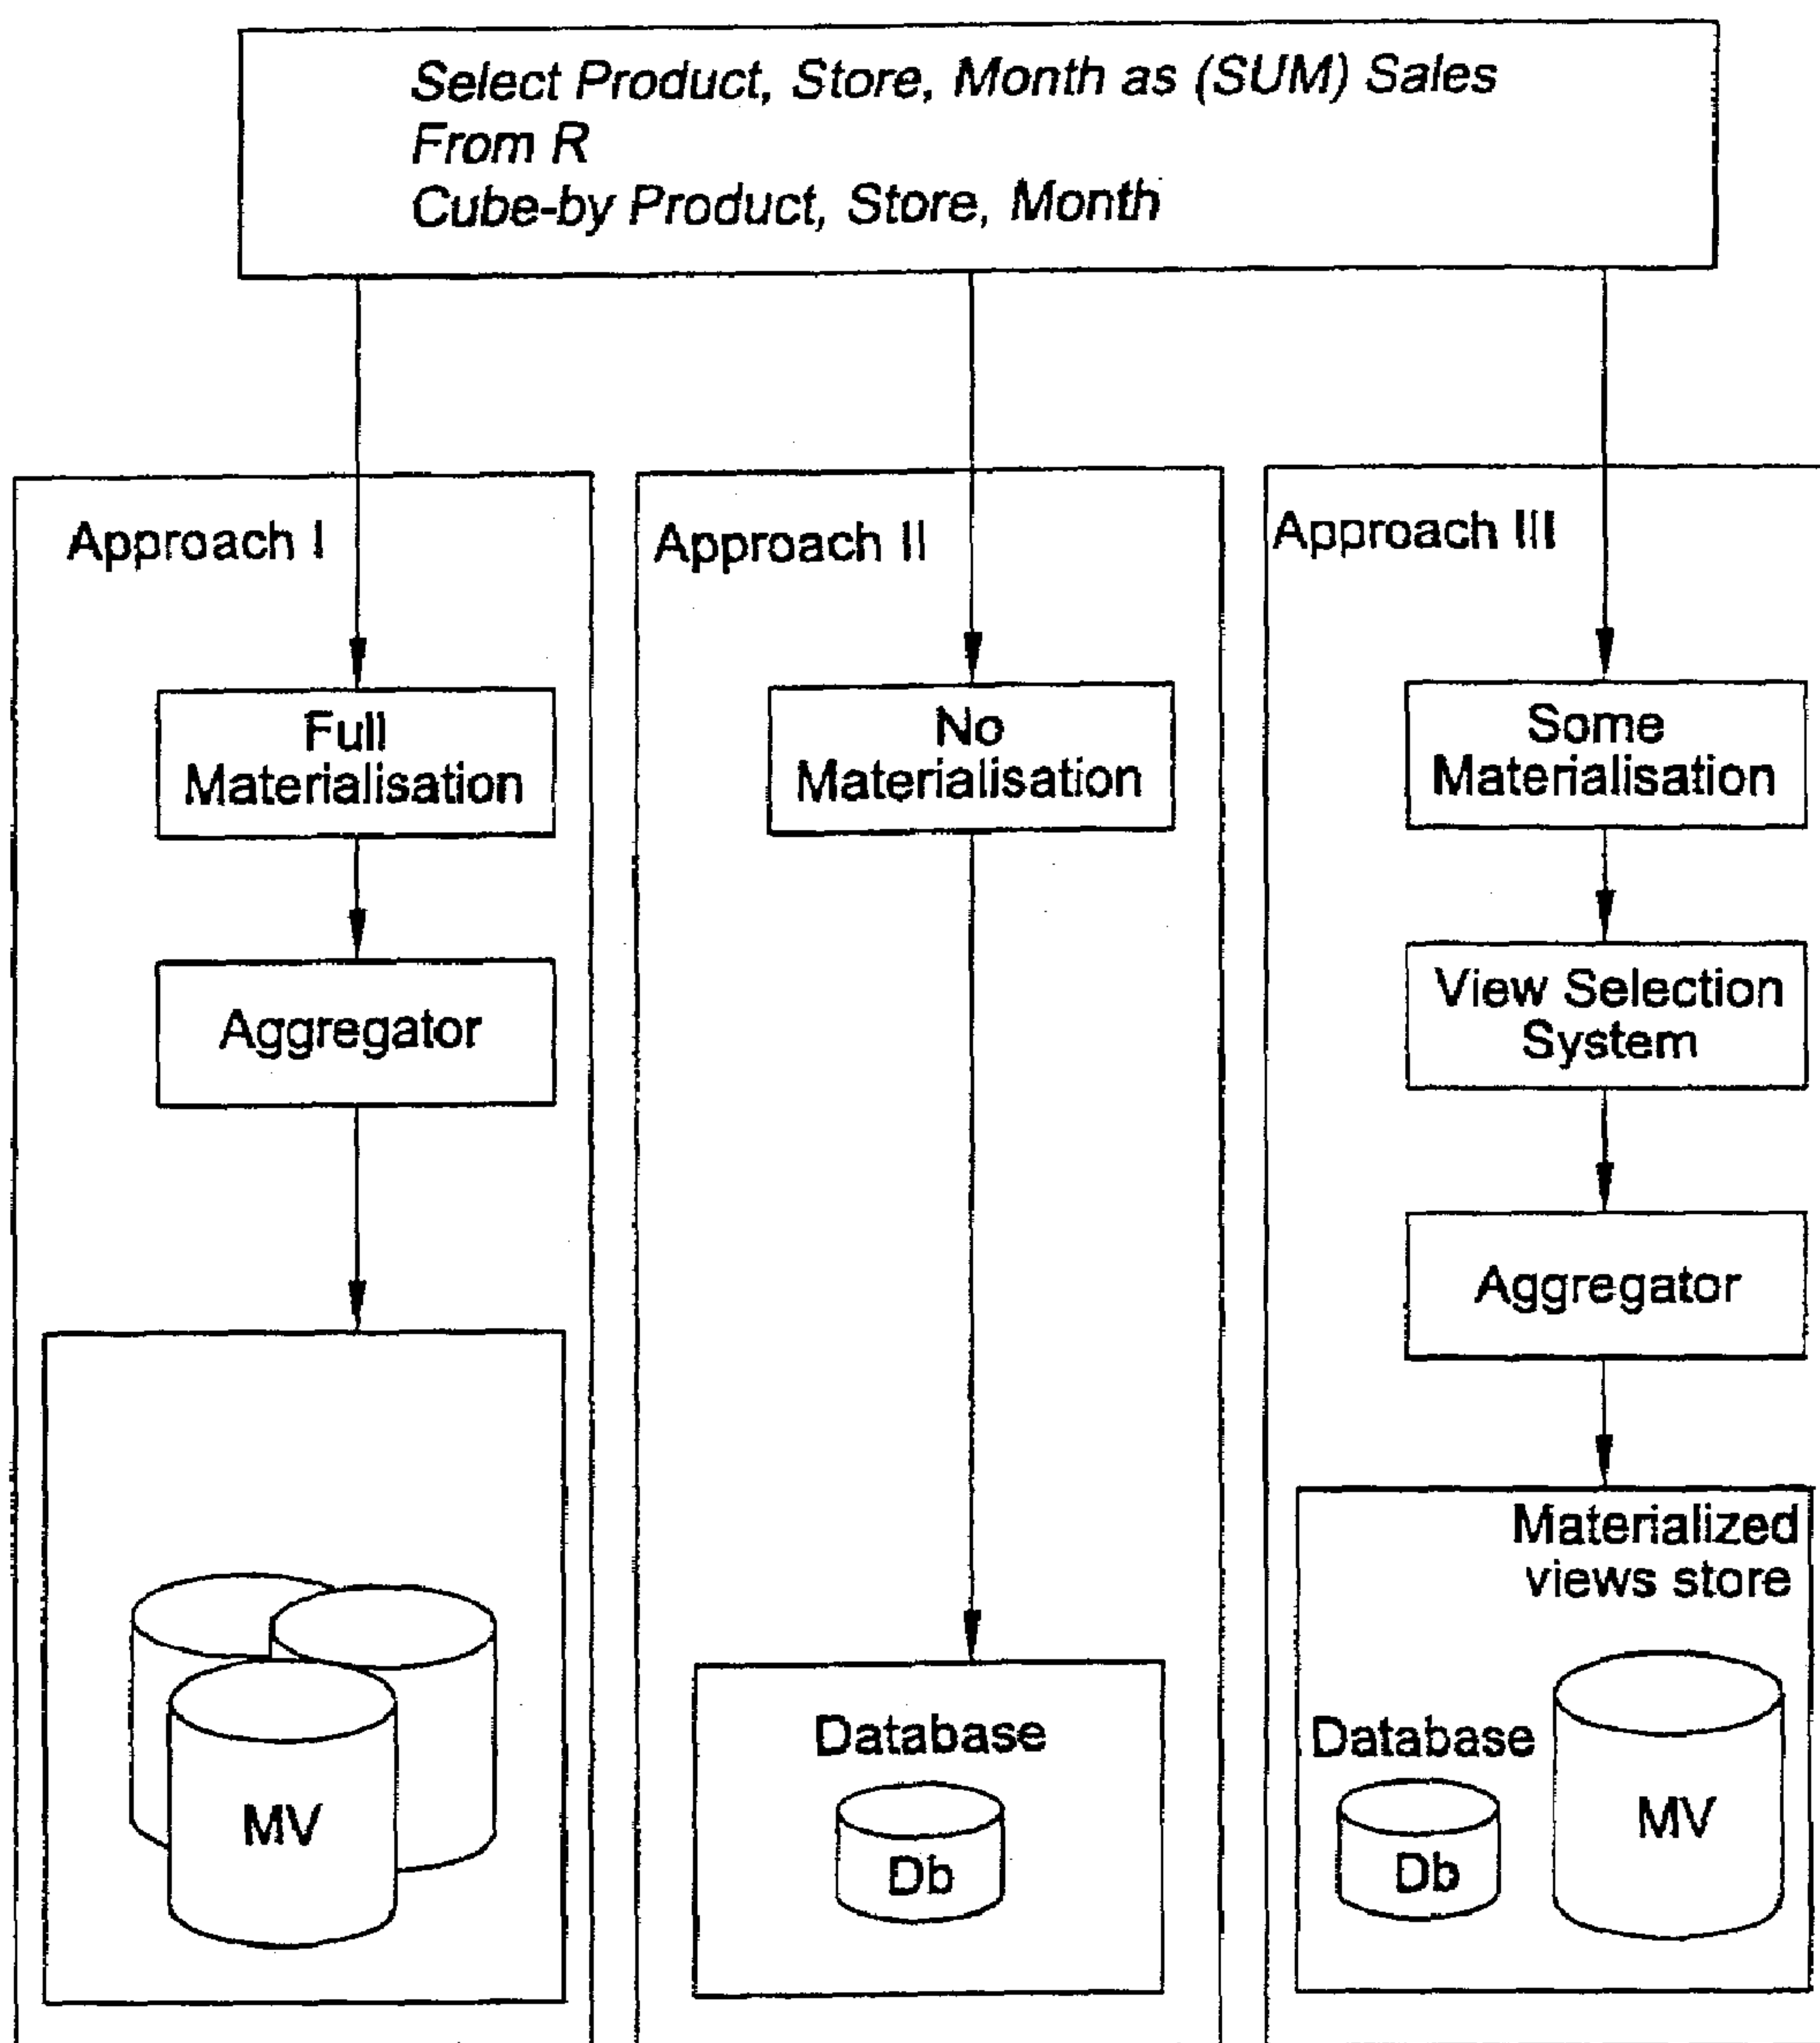 Select Product, Store, Month as (SUM) Sales
From R
Cube-by Product, Store, Month
Approach I
Full
Materialisation
Aggregator
MV
Approach II
No
Materialisation
Database
Db
Approach III
Some
Materialisation
View Selection
System
Aggregator
Materialized
views store
Database
Db
MV